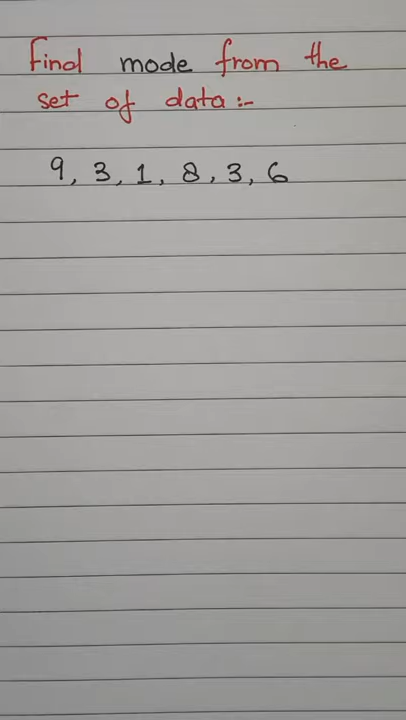 Find mode from the
set of data:-
9, 3, 1, 8, 3, 6